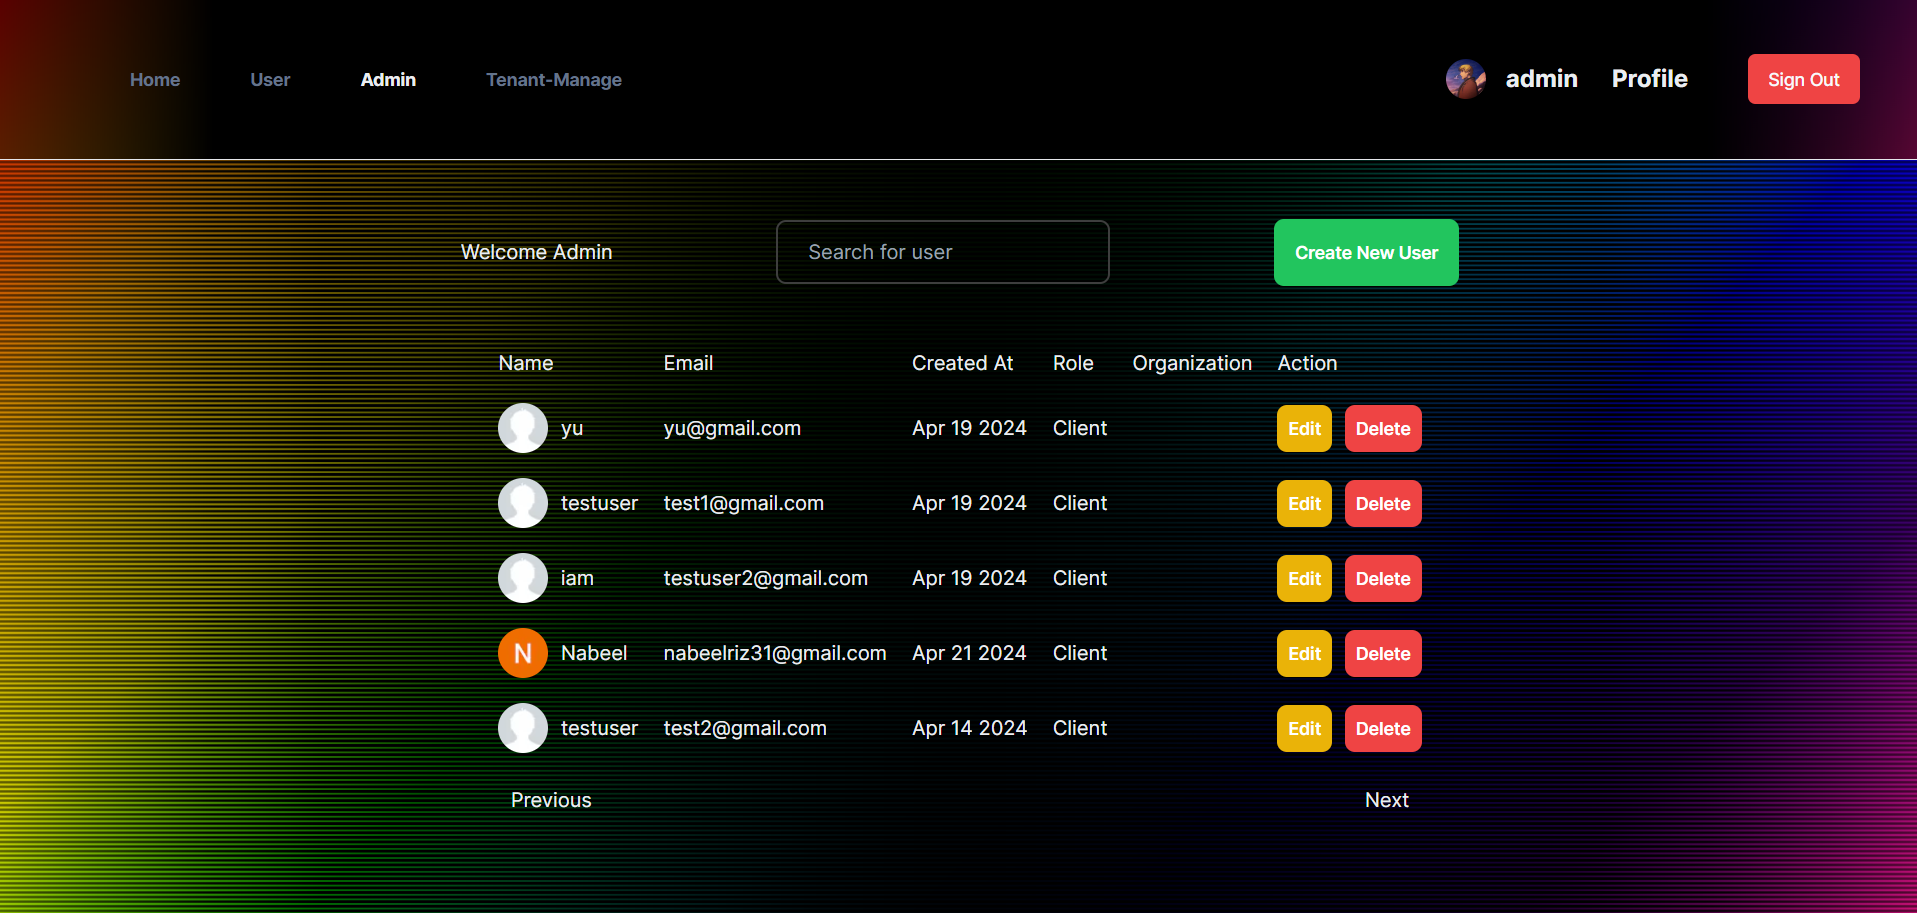 Home User Admin Tenant-Manage admin Profile Sign Out
Welcome Admin Search for user Create New User
Name Email Created At Role Organization Action
yu yu@gmail.com Apr 19 2024 Client Edit Delete
testuser test1@gmail.com Apr 19 2024 Client Edit Delete
iam testuser2@gmail.com Apr 19 2024 Client Edit Delete
N Nabeel nabeelriz31@gmail.com Apr 21 2024 Client Edit Delete
testuser test2@gmail.com Apr 14 2024 Client Edit Delete
Previous Next